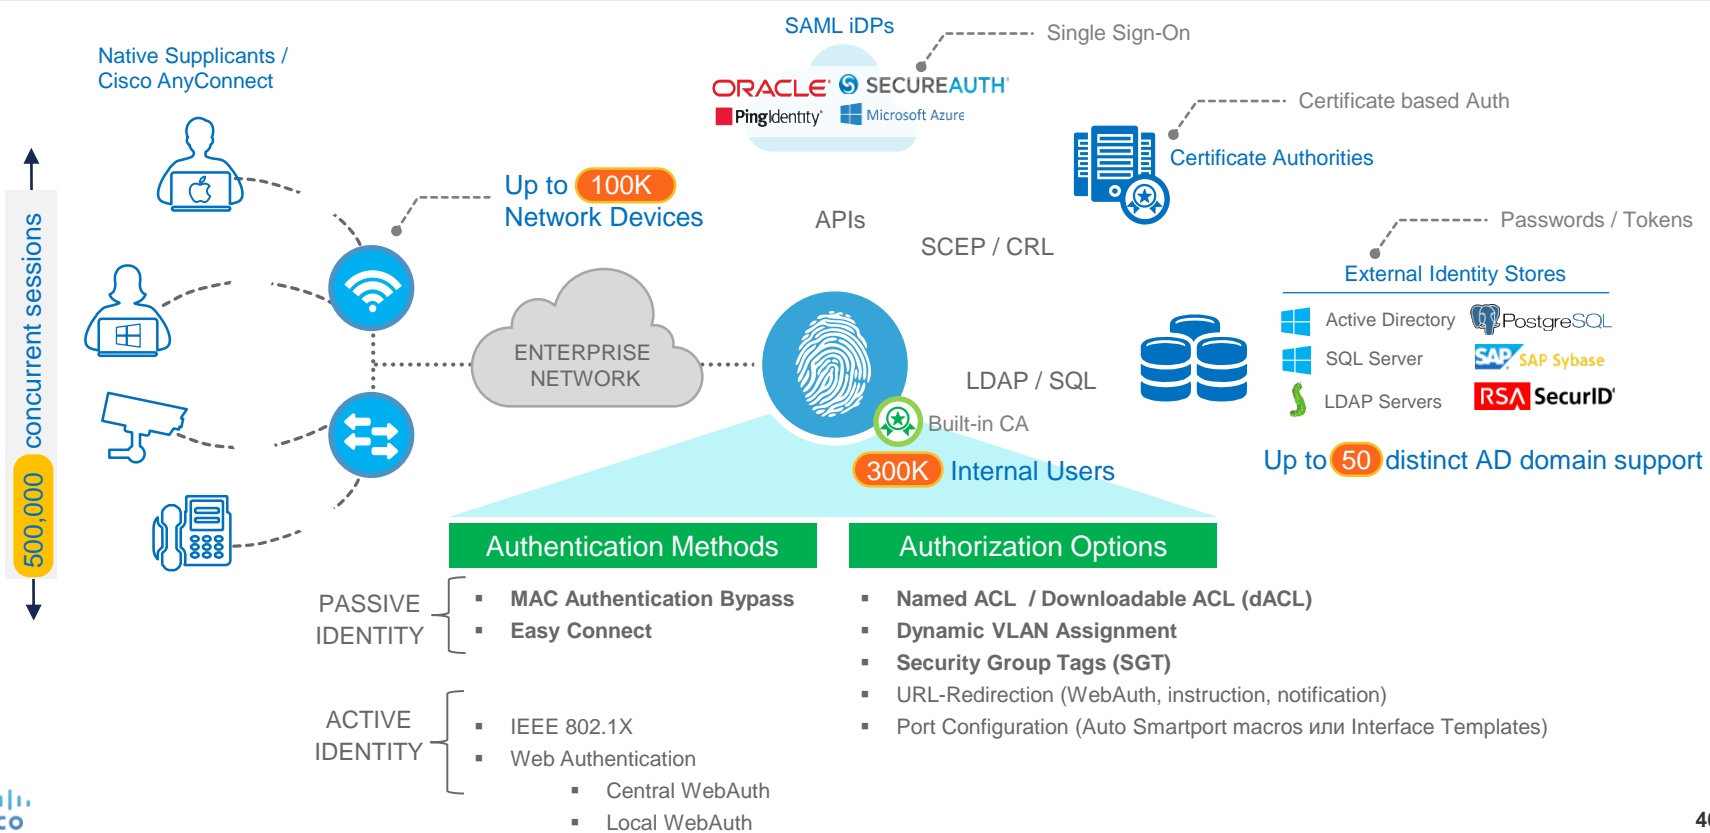 SAML iDPs
Single Sign-On
Native Supplicants /
Cisco AnyConnect
ORACLE SECUREAUTH
PingIdentity Microsoft Azure
Certificate based Auth
Certificate Authorities
Up to 100K
Network Devices
APIs
SCEP / CRL
Passwords / Tokens
External Identity Stores
Active Directory PostgreSQL
SQL Server SAP SAP Sybase
LDAP Servers RSA SecurID
Up to 50 distinct AD domain support
500,000 concurrent sessions
ENTERPRISE
NETWORK
LDAP / SQL
Built-in CA
300K Internal Users
Authentication Methods
PASSIVE
IDENTITY
▪ MAC Authentication Bypass
▪ Easy Connect
ACTIVE
IDENTITY
▪ IEEE 802.1X
▪ Web Authentication
▪ Central WebAuth
▪ Local WebAuth
Authorization Options
▪ Named ACL / Downloadable ACL (dACL)
▪ Dynamic VLAN Assignment
▪ Security Group Tags (SGT)
▪ URL-Redirection (WebAuth, instruction, notification)
▪ Port Configuration (Auto Smartport macros или Interface Templates)